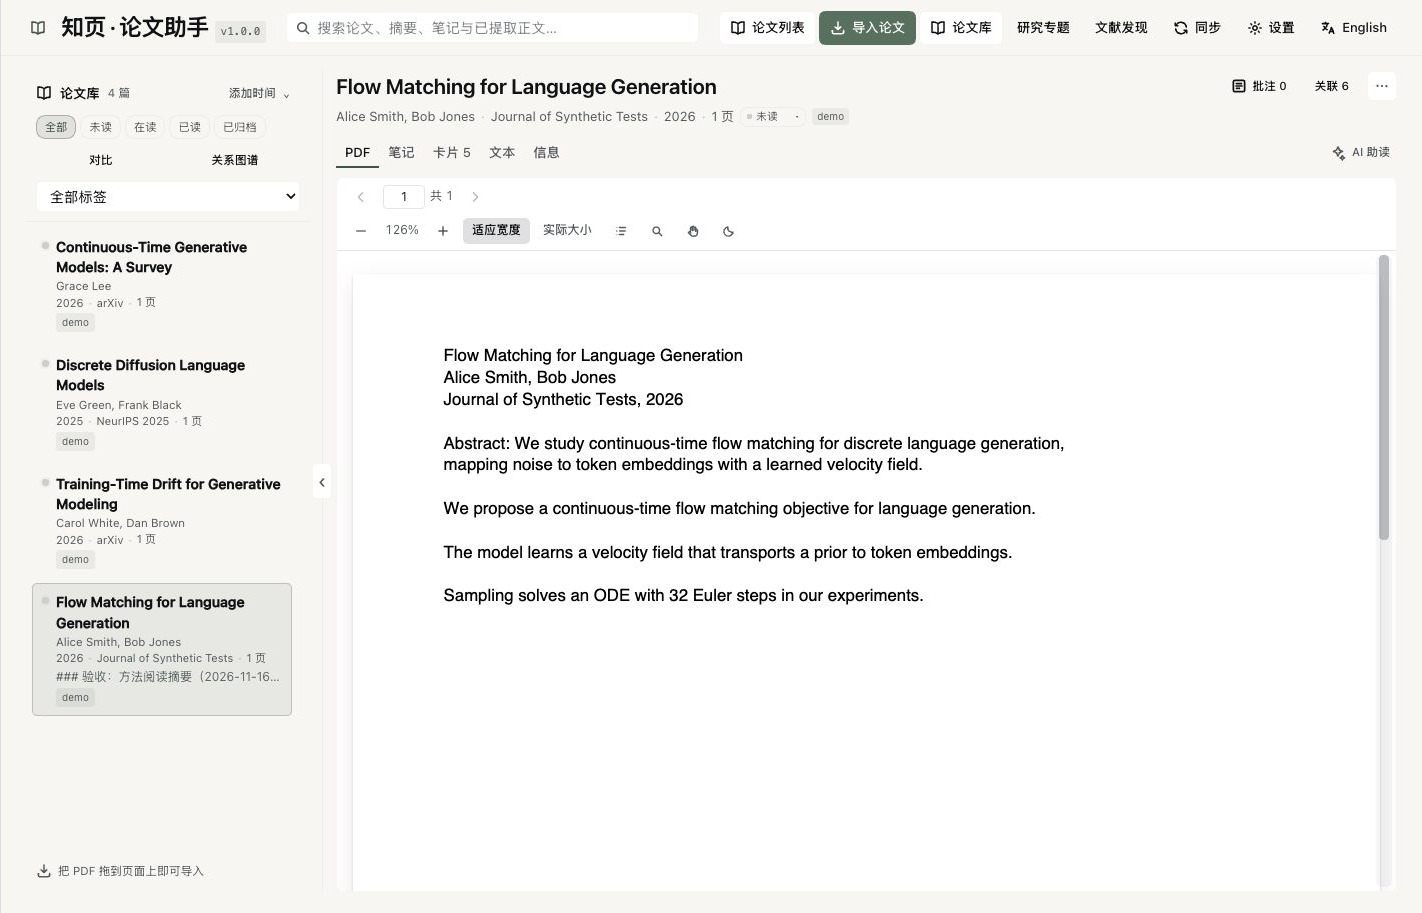 知页·论文助手 v1.0.0
搜索论文、摘要、笔记与已提取正文...
论文列表
导入论文
论文库
研究专题
文献发现
同步
设置
English
论文库 4 篇
添加时间
全部 未读 在读 已读 已归档
对比 关系图谱
全部标签
Continuous-Time Generative
Models: A Survey
Grace Lee
2026 · arXiv · 1 页
demo
Discrete Diffusion Language
Models
Eve Green, Frank Black
2025 · NeurIPS 2025 · 1 页
demo
Training-Time Drift for Generative
Modeling
Carol White, Dan Brown
2026 · arXiv · 1 页
demo
Flow Matching for Language
Generation
Alice Smith, Bob Jones
2026 · Journal of Synthetic Tests · 1 页
### 验收：方法阅读摘要（2026-11-16...
demo
把 PDF 拖到页面上即可导入
Flow Matching for Language Generation
批注 0
关联 6
···
Alice Smith, Bob Jones · Journal of Synthetic Tests · 2026 · 1 页 未读 demo
PDF 笔记 卡片 5 文本 信息
AI 助读
1 共 1
126% 适应宽度 实际大小
Flow Matching for Language Generation
Alice Smith, Bob Jones
Journal of Synthetic Tests, 2026
Abstract: We study continuous-time flow matching for discrete language generation,
mapping noise to token embeddings with a learned velocity field.
We propose a continuous-time flow matching objective for language generation.
The model learns a velocity field that transports a prior to token embeddings.
Sampling solves an ODE with 32 Euler steps in our experiments.